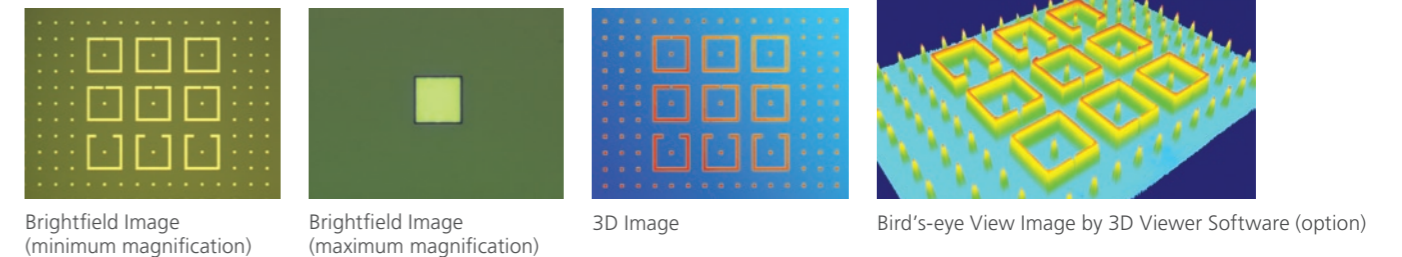 Brightfield Image
(minimum magnification)
Brightfield Image
(maximum magnification)
3D Image
Bird‘s-eye View Image by 3D Viewer Software (option)